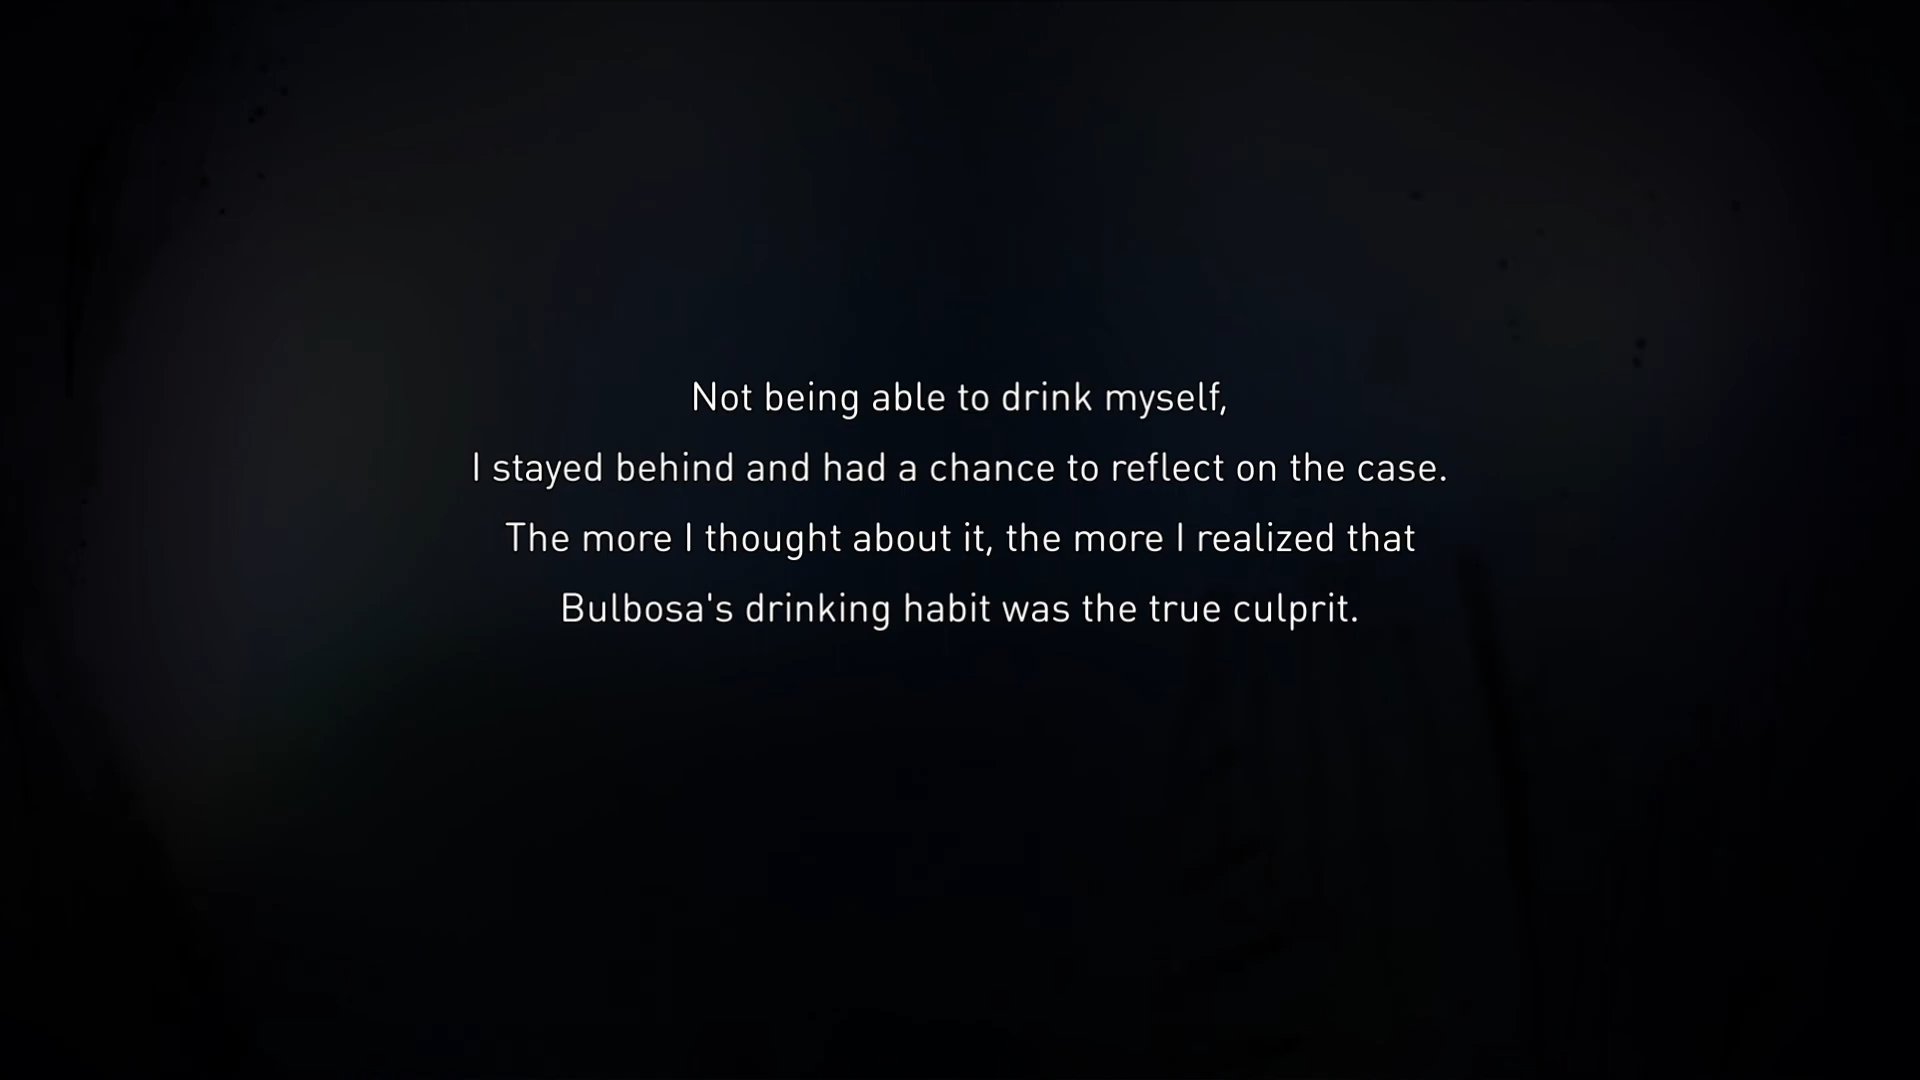 Not being able to drink myself,
I stayed behind and had a chance to reflect on the case.
The more I thought about it, the more I realized that
Bulbosa's drinking habit was the true culprit.